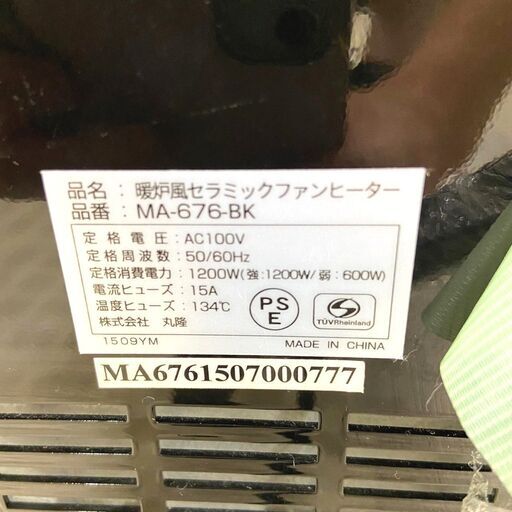 品名：暖炉風セラミックファンヒーター
品番：MA-676-BK
定格電圧：AC100V
定格周波数：50/60Hz
定格消費電力：1200W(強：1200W/弱：600W)
電流ヒューズ：15A
温度ヒューズ：134℃
株式会社 丸隆
PS
E
TÜVRheinland
1509YM
MADE IN CHINA
MA6761507000777